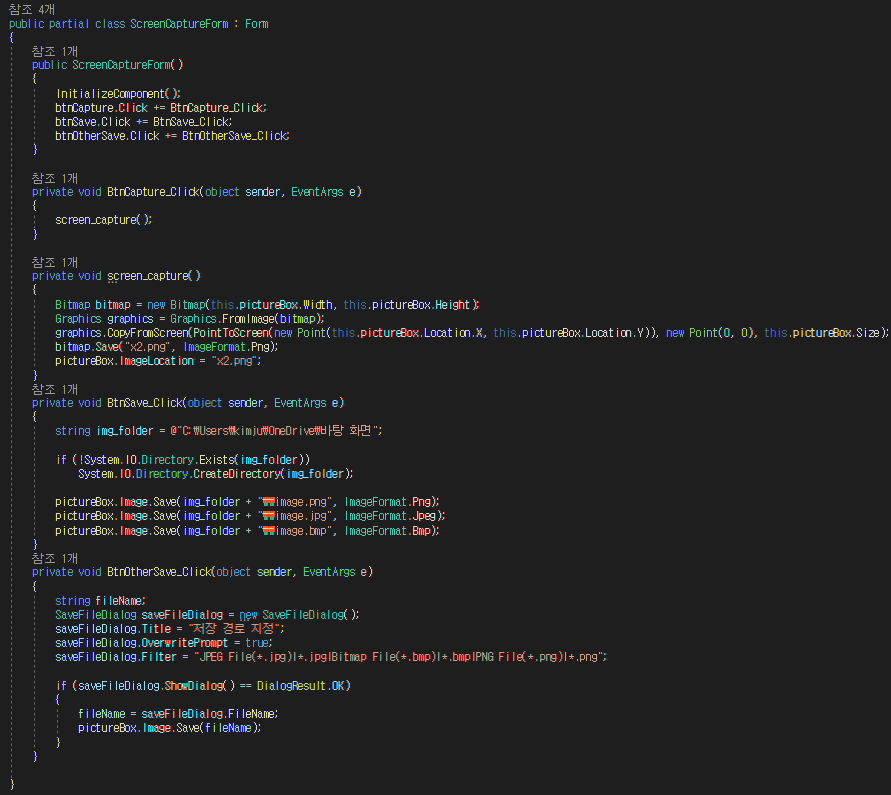 참조 4개
public partial class ScreenCaptureForm : Form
{
참조 1개
public ScreenCaptureForm()
{
InitializeComponent();
btnCapture.Click += BtnCapture_Click;
btnSave.Click += BtnSave_Click;
btnOtherSave.Click += BtnOtherSave_Click;
}
참조 1개
private void BtnCapture_Click(object sender, EventArgs e)
{
screen_capture();
}
참조 1개
private void screen_capture()
{
Bitmap bitmap = new Bitmap(this.pictureBox.Width, this.pictureBox.Height);
Graphics graphics = Graphics.FromImage(bitmap);
graphics.CopyFromScreen(PointToScreen(new Point(this.pictureBox.Location.X, this.pictureBox.Location.Y)), new Point(0, 0), this.pictureBox.Size);
bitmap.Save("x2.png", ImageFormat.Png);
pictureBox.ImageLocation = "x2.png";
}
참조 1개
private void BtnSave_Click(object sender, EventArgs e)
{
string img_folder = @"C:₩Users₩kimju₩OneDrive₩바탕 화면";
if (!System.IO.Directory.Exists(img_folder))
System.IO.Directory.CreateDirectory(img_folder);
pictureBox.Image.Save(img_folder + "₩₩image.png", ImageFormat.Png);
pictureBox.Image.Save(img_folder + "₩₩image.jpg", ImageFormat.Jpeg);
pictureBox.Image.Save(img_folder + "₩₩image.bmp", ImageFormat.Bmp);
}
참조 1개
private void BtnOtherSave_Click(object sender, EventArgs e)
{
string fileName;
SaveFileDialog saveFileDialog = new SaveFileDialog();
saveFileDialog.Title = "저장 경로 지정";
saveFileDialog.OverwritePrompt = true;
saveFileDialog.Filter = "JPEG File(*.jpg)|*.jpg|Bitmap File(*.bmp)|*.bmp|PNG File(*.png)|*.png";
if (saveFileDialog.ShowDialog() == DialogResult.OK)
{
fileName = saveFileDialog.FileName;
pictureBox.Image.Save(fileName);
}
}
}